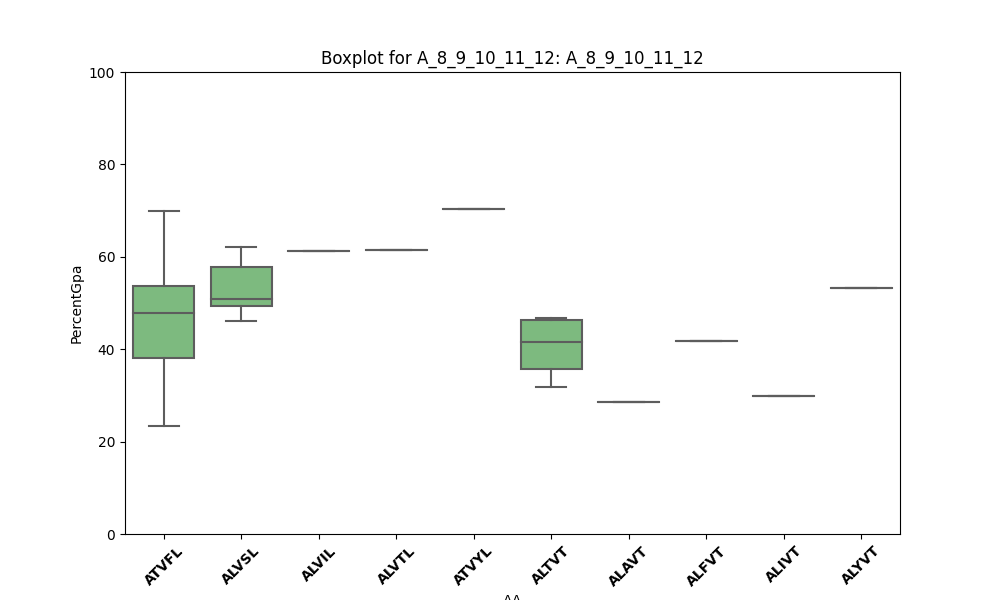 Boxplot for A_8_9_10_11_12: A_8_9_10_11_12
100
80
60
40
20
0
PercentGpa
ATVFL
ALVSL
ALVIL
ALVTL
ATVYL
ALTVT
ALAVT
ALFVT
ALIVT
ALYVT
AA